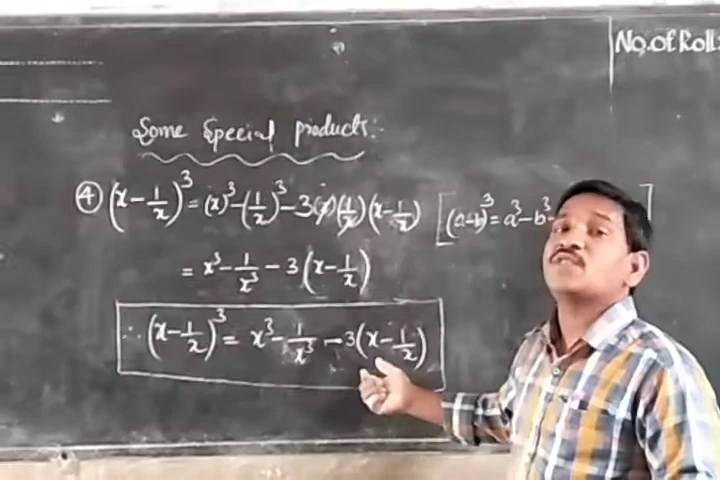 No. of Roll
Some Special products:-
④ (x - 1/x)³ = (x)³ - (1/x)³ - 3(x)(1/x)(x - 1/x) [(a-b)³ = a³ - b³ ]
= x³ - 1/x³ - 3(x - 1/x)
∴ (x - 1/x)³ = x³ - 1/x³ - 3(x - 1/x)